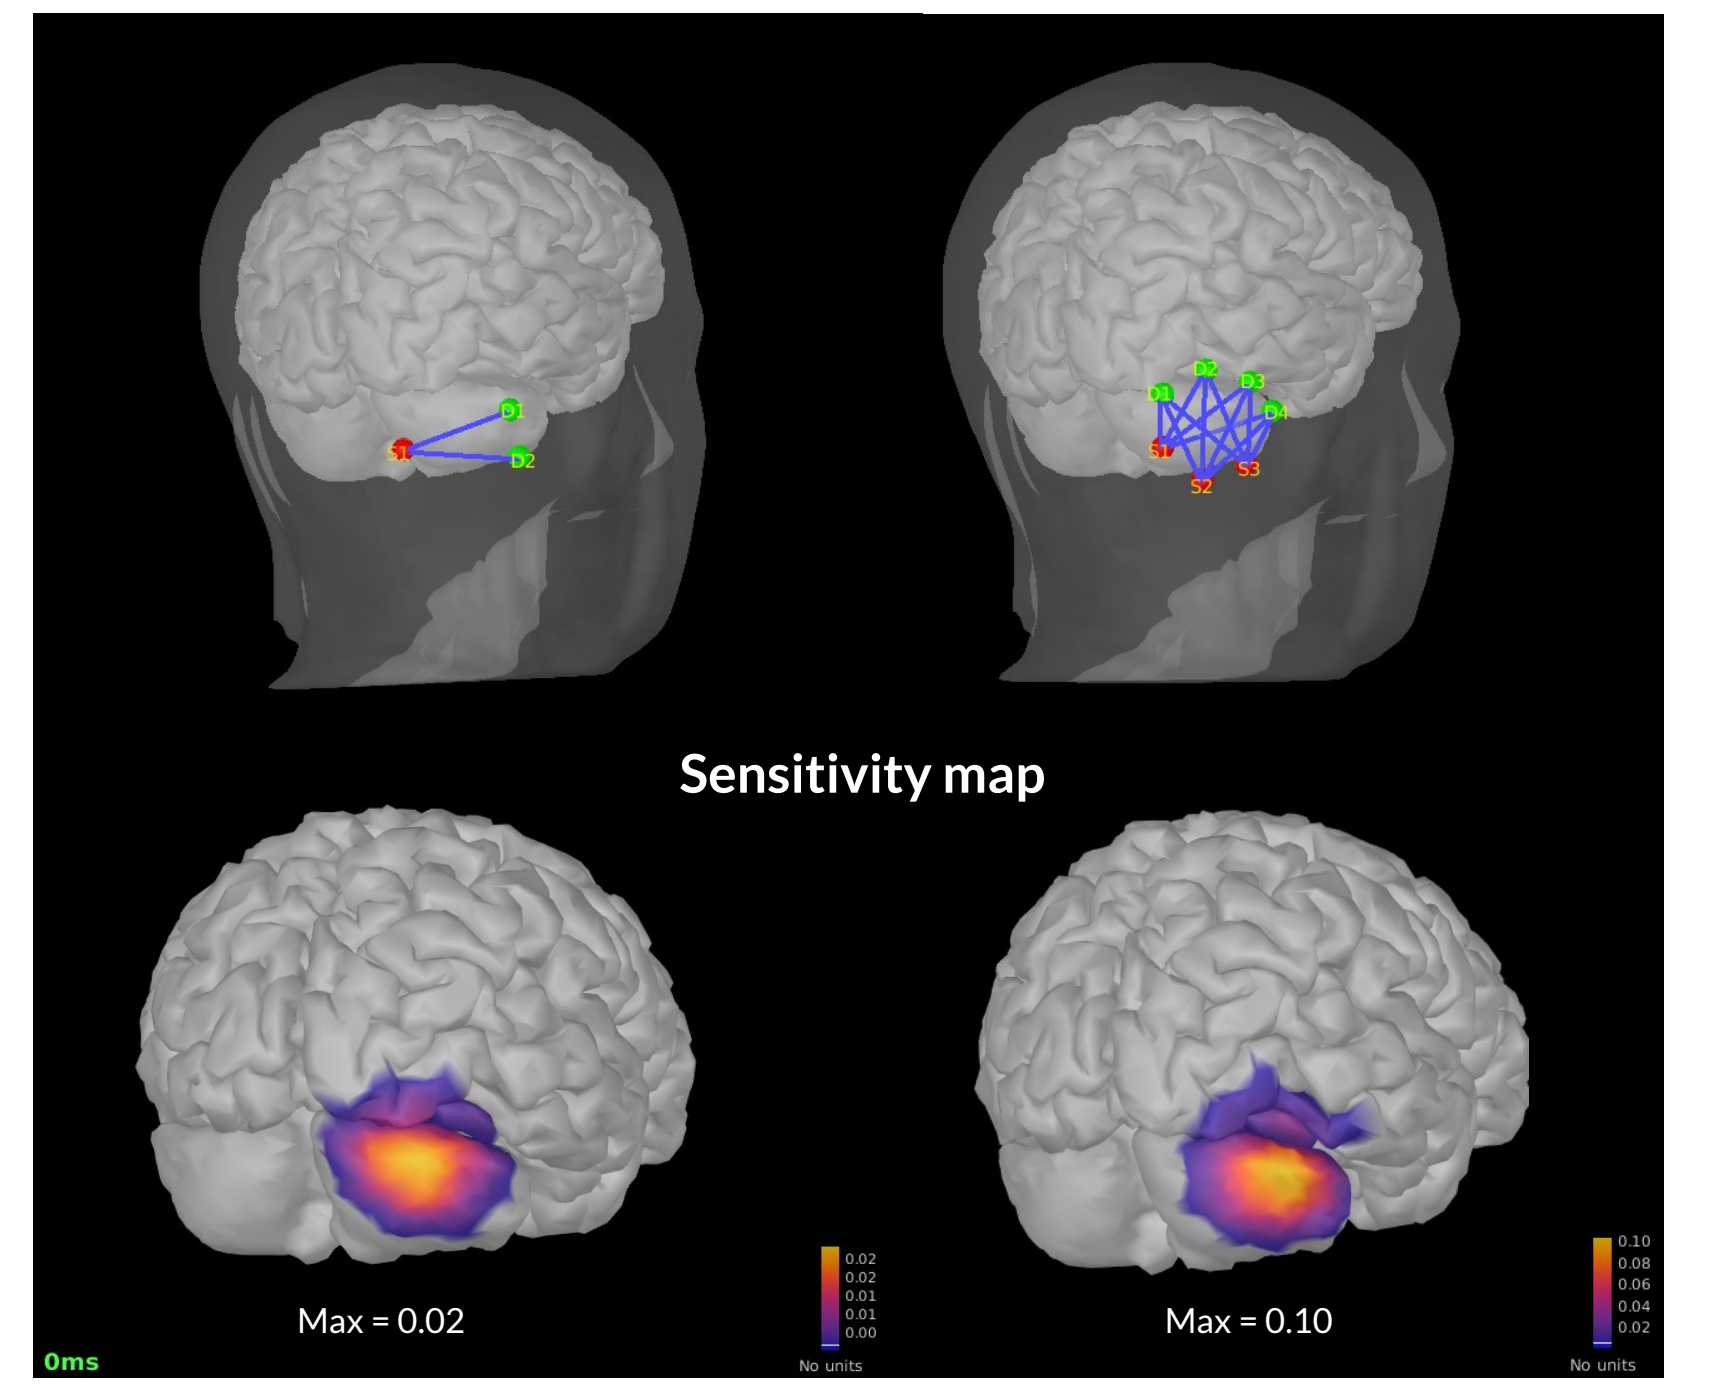 D1
S1
D2
D2
D1
D3
D4
S1
S3
S2
Sensitivity map
0.02
0.02
0.01
0.01
0.00
No units
Max = 0.02
0ms
0.10
0.08
0.06
0.04
0.02
No units
Max = 0.10